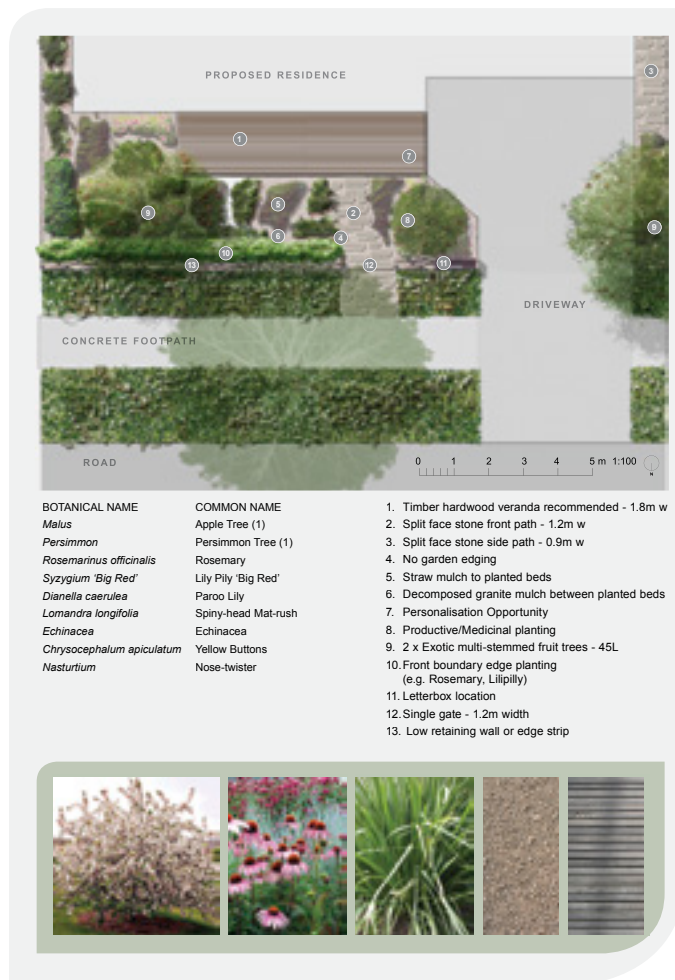 PROPOSED RESIDENCE
3
1
7
9
5
2
8
9
6
4
10
13
12
11
DRIVEWAY
CONCRETE FOOTPATH
ROAD
0 1 2 3 4 5 m 1:100
N
BOTANICAL NAME COMMON NAME
Malus Apple Tree (1)
Persimmon Persimmon Tree (1)
Rosemarinus officinalis Rosemary
Syzygium ‘Big Red’ Lily Pily ‘Big Red’
Dianella caerulea Paroo Lily
Lomandra longifolia Spiny-head Mat-rush
Echinacea Echinacea
Chrysocephalum apiculatum Yellow Buttons
Nasturtium Nose-twister
1. Timber hardwood veranda recommended - 1.8m w
2. Split face stone front path - 1.2m w
3. Split face stone side path - 0.9m w
4. No garden edging
5. Straw mulch to planted beds
6. Decomposed granite mulch between planted beds
7. Personalisation Opportunity
8. Productive/Medicinal planting
9. 2 x Exotic multi-stemmed fruit trees - 45L
10. Front boundary edge planting
(e.g. Rosemary, Lilipilly)
11. Letterbox location
12. Single gate - 1.2m width
13. Low retaining wall or edge strip